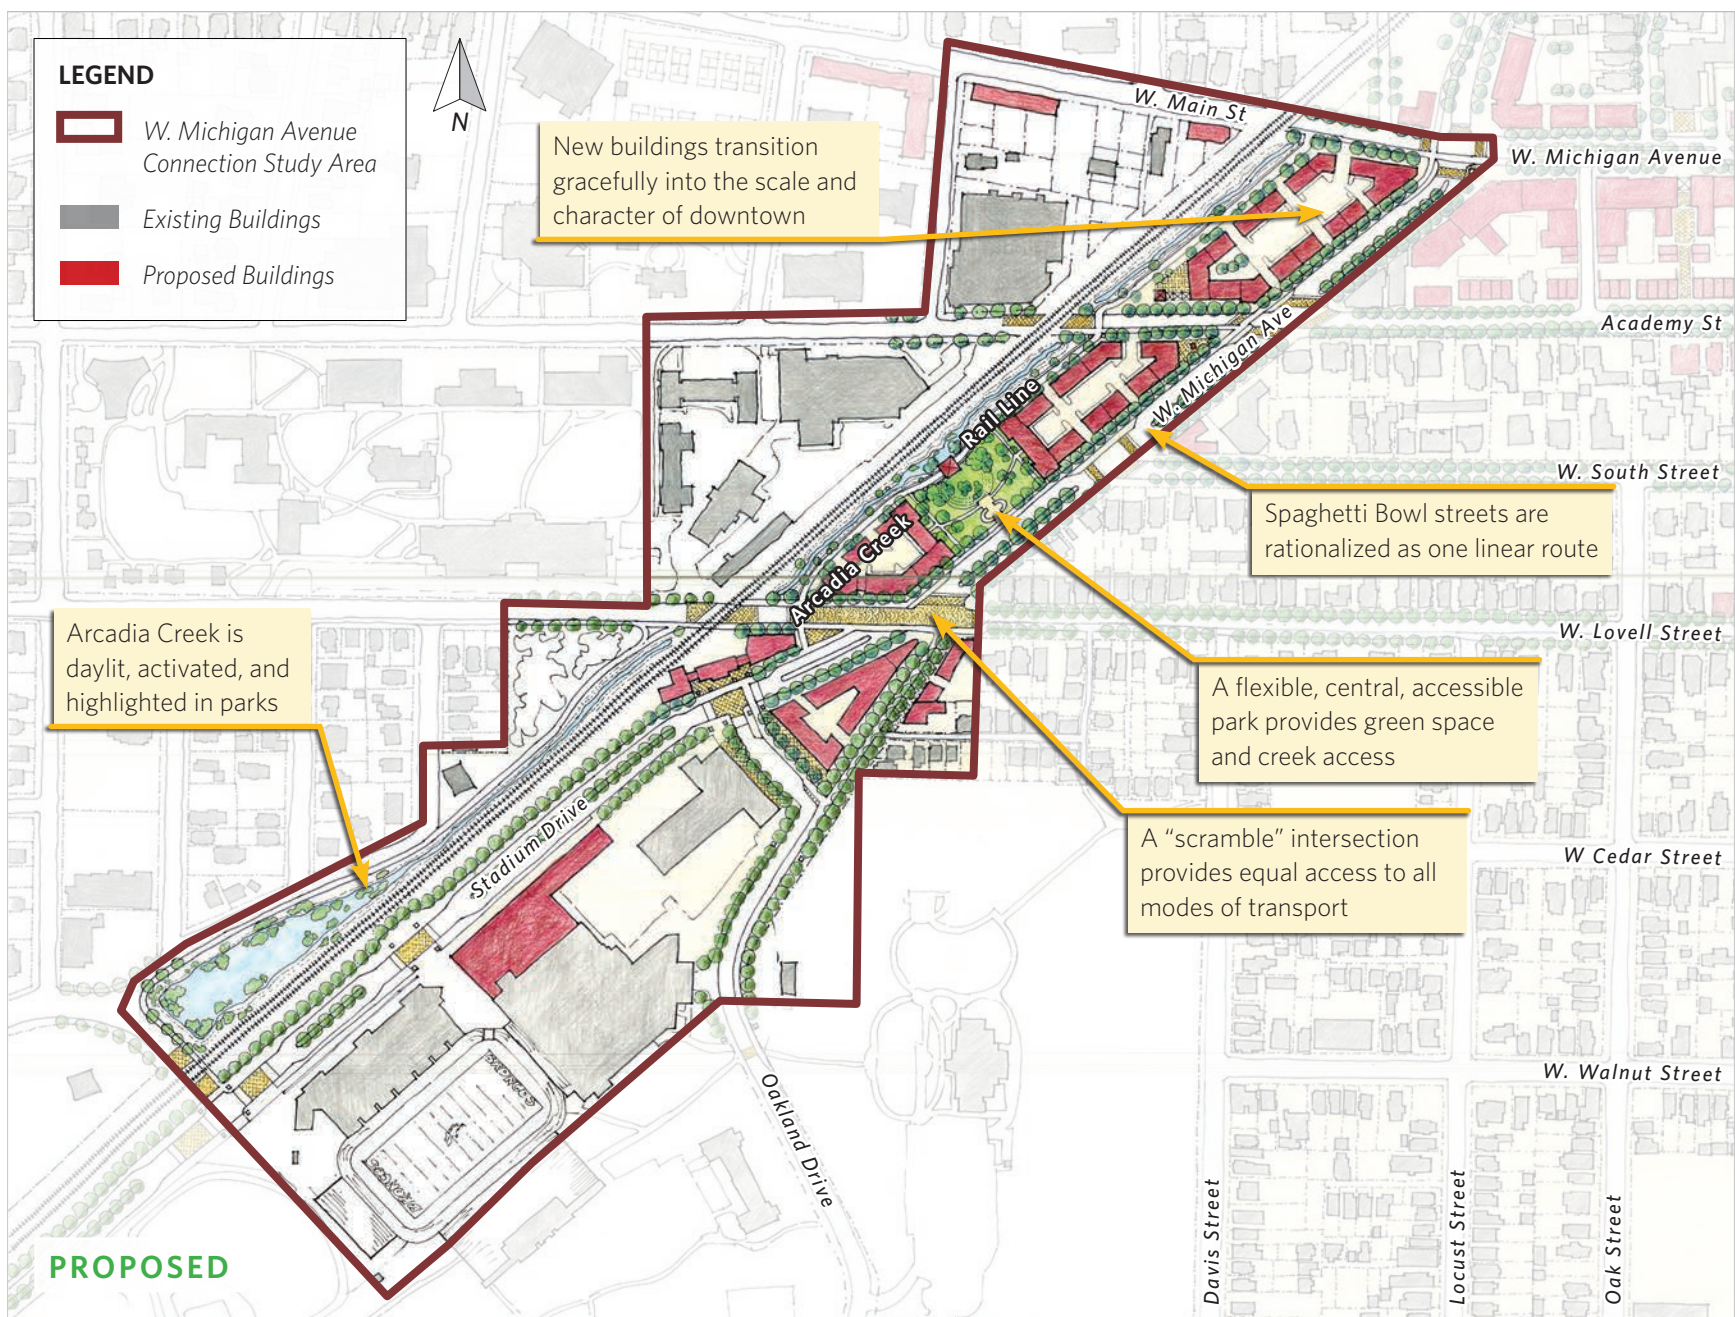 LEGEND
W. Michigan Avenue
Connection Study Area
Existing Buildings
Proposed Buildings
N
New buildings transition
gracefully into the scale and
character of downtown
W. Main St
W. Michigan Avenue
Academy St
W. Michigan Ave
Rail Line
W. South Street
Spaghetti Bowl streets are
rationalized as one linear route
Arcadia Creek
W. Lovell Street
Arcadia Creek is
daylit, activated, and
highlighted in parks
A flexible, central, accessible
park provides green space
and creek access
A “scramble” intersection
provides equal access to all
modes of transport
W Cedar Street
Stadium Drive
W. Walnut Street
BRONCOS
BRONCOS
Oakland Drive
Davis Street
Locust Street
Oak Street
PROPOSED